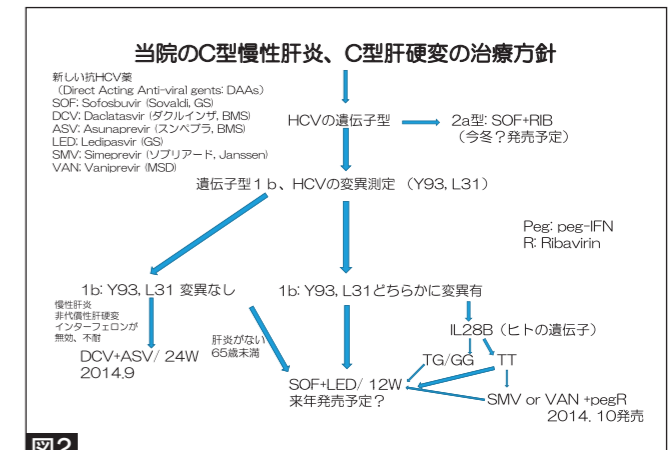 当院のC型慢性肝炎、C型肝硬変の治療方針
新しい抗HCV薬
(Direct Acting Anti-viral gents: DAAs)
SOF: Sofosbuvir (Sovaldi, GS)
DCV: Daclatasvir (ダクルインザ, BMS)
ASV: Asunaprevir (スンベプラ, BMS)
LED: Ledipasvir (GS)
SMV: Simeprevir (ソブリアード, Janssen)
VAN: Vaniprevir (MSD)
HCVの遺伝子型
2a型: SOF+RIB
(今冬？発売予定)
遺伝子型1b、HCVの変異測定 (Y93, L31)
Peg: peg-IFN
R: Ribavirin
1b: Y93, L31 変異なし
1b: Y93, L31どちらかに変異有
慢性肝炎
非代償性肝硬変
インターフェロンが
無効、不耐
肝炎がない
65歳未満
IL28B (ヒトの遺伝子)
DCV+ASV/ 24W
2014.9
TG/GG
TT
SOF+LED/ 12W
来年発売予定？
SMV or VAN +pegR
2014. 10発売
図2